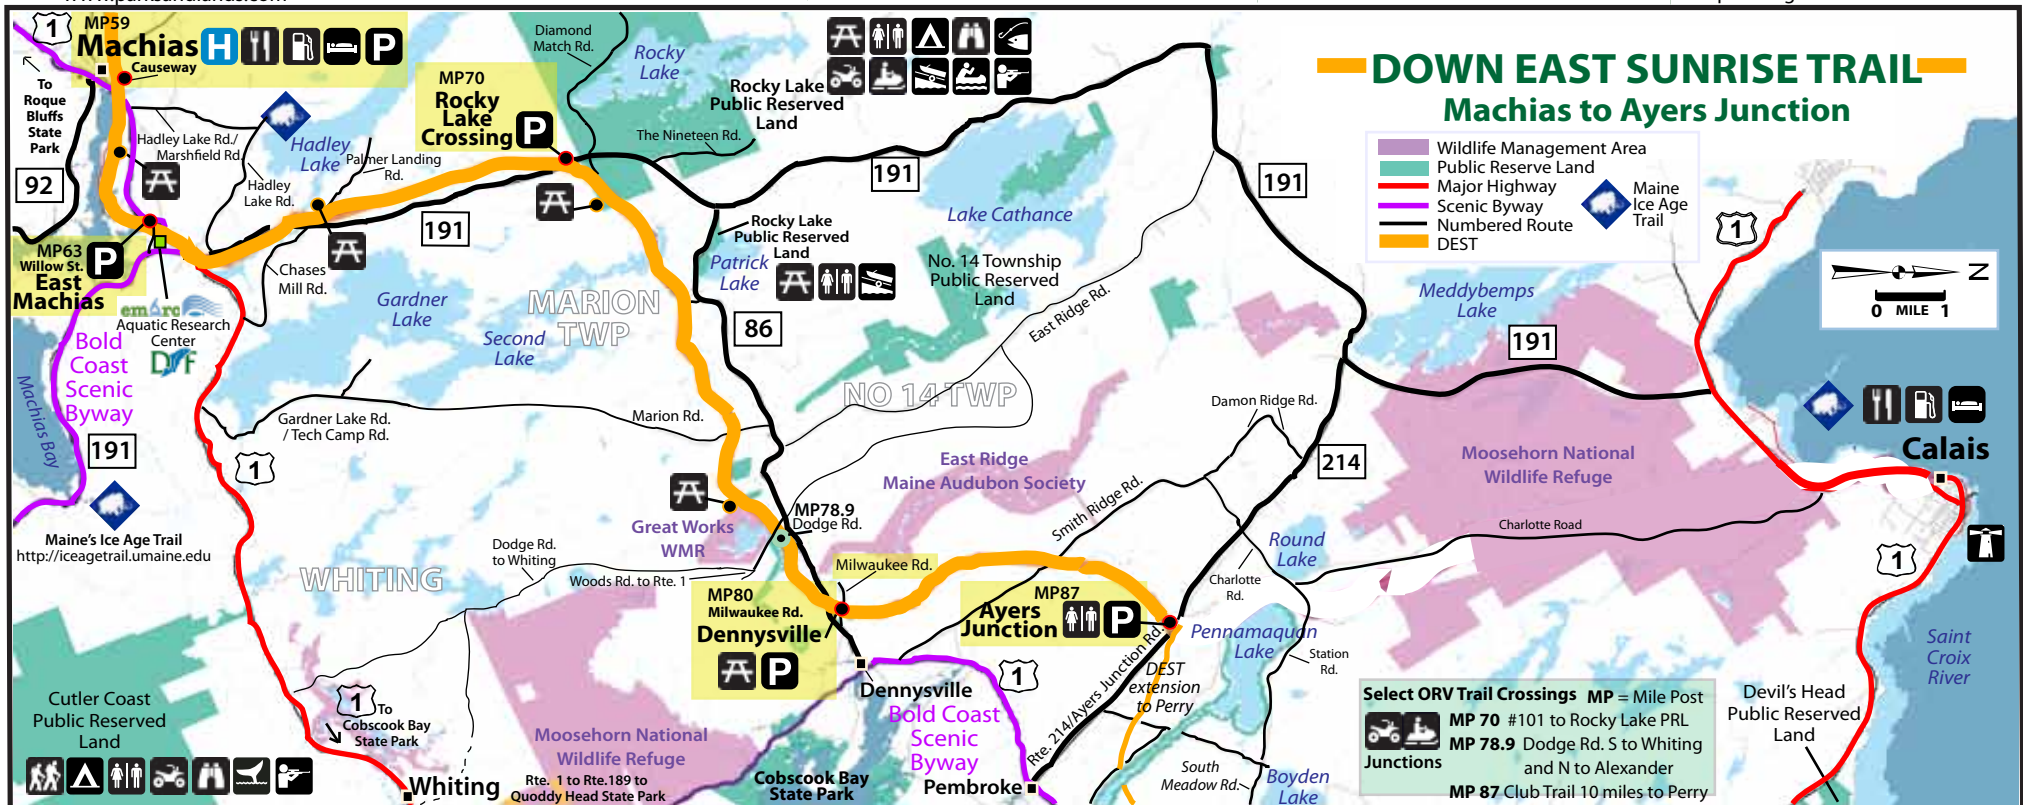 1
MP59
Machias
H
P
Causeway
To
Roque
Bluffs
State
Park
92
Hadley Lake Rd./
Marshfield Rd.
Hadley
Lake
Hadley
Lake Rd.
Palmer Landing
Rd.
MP70
Rocky
Lake
Crossing
P
Diamond
Match Rd.
Rocky
Lake
Rocky Lake
Public Reserved
Land
The Nineteen Rd.
191
191
191
DOWN EAST SUNRISE TRAIL
Machias to Ayers Junction
Wildlife Management Area
Public Reserve Land
Major Highway
Scenic Byway
Numbered Route
DEST
Maine
Ice Age
Trail
1
N
0 MILE 1
MP63
Willow St.
East
Machias
P
Aquatic Research
Center
Chases
Mill Rd.
Gardner
Lake
Second
Lake
MARION
TWP
Rocky Lake
Public Reserved
Land
Patrick
Lake
86
Lake Cathance
No. 14 Township
Public Reserved
Land
East Ridge Rd.
NO 14 TWP
Meddybemps
Lake
191
Bold
Coast
Scenic
Byway
Machias Bay
191
1
Gardner Lake Rd.
/ Tech Camp Rd.
Marion Rd.
Damon Ridge Rd.
214
Moosehorn National
Wildlife Refuge
Calais
Charlotte Road
1
Maine's Ice Age Trail
http://iceagetrail.umaine.edu
WHITING
Dodge Rd.
to Whiting
Woods Rd. to Rte. 1
Great Works
WMR
MP78.9
Dodge Rd.
East Ridge
Maine Audubon Society
Smith Ridge Rd.
Round
Lake
Charlotte
Rd.
Milwaukee Rd.
MP80
Milwaukee Rd.
Dennysville
P
MP87
Ayers
Junction
P
Pennamaquan
Lake
Station
Rd.
DEST
extension
to Perry
Rte. 214/Ayers Junction Rd.
Dennysville
Bold Coast
Scenic
Byway
1
Pembroke
South
Meadow Rd.
Boyden
Lake
Cutler Coast
Public Reserved
Land
1
To
Cobscook Bay
State Park
Whiting
Moosehorn National
Wildlife Refuge
Rte. 1 to Rte.189 to
Quoddy Head State Park
Cobscook Bay
State Park
Select ORV Trail Crossings MP = Mile Post
Junctions
MP 70 #101 to Rocky Lake PRL
MP 78.9 Dodge Rd. S to Whiting
and N to Alexander
MP 87 Club Trail 10 miles to Perry
Devil's Head
Public Reserved
Land
Saint
Croix
River